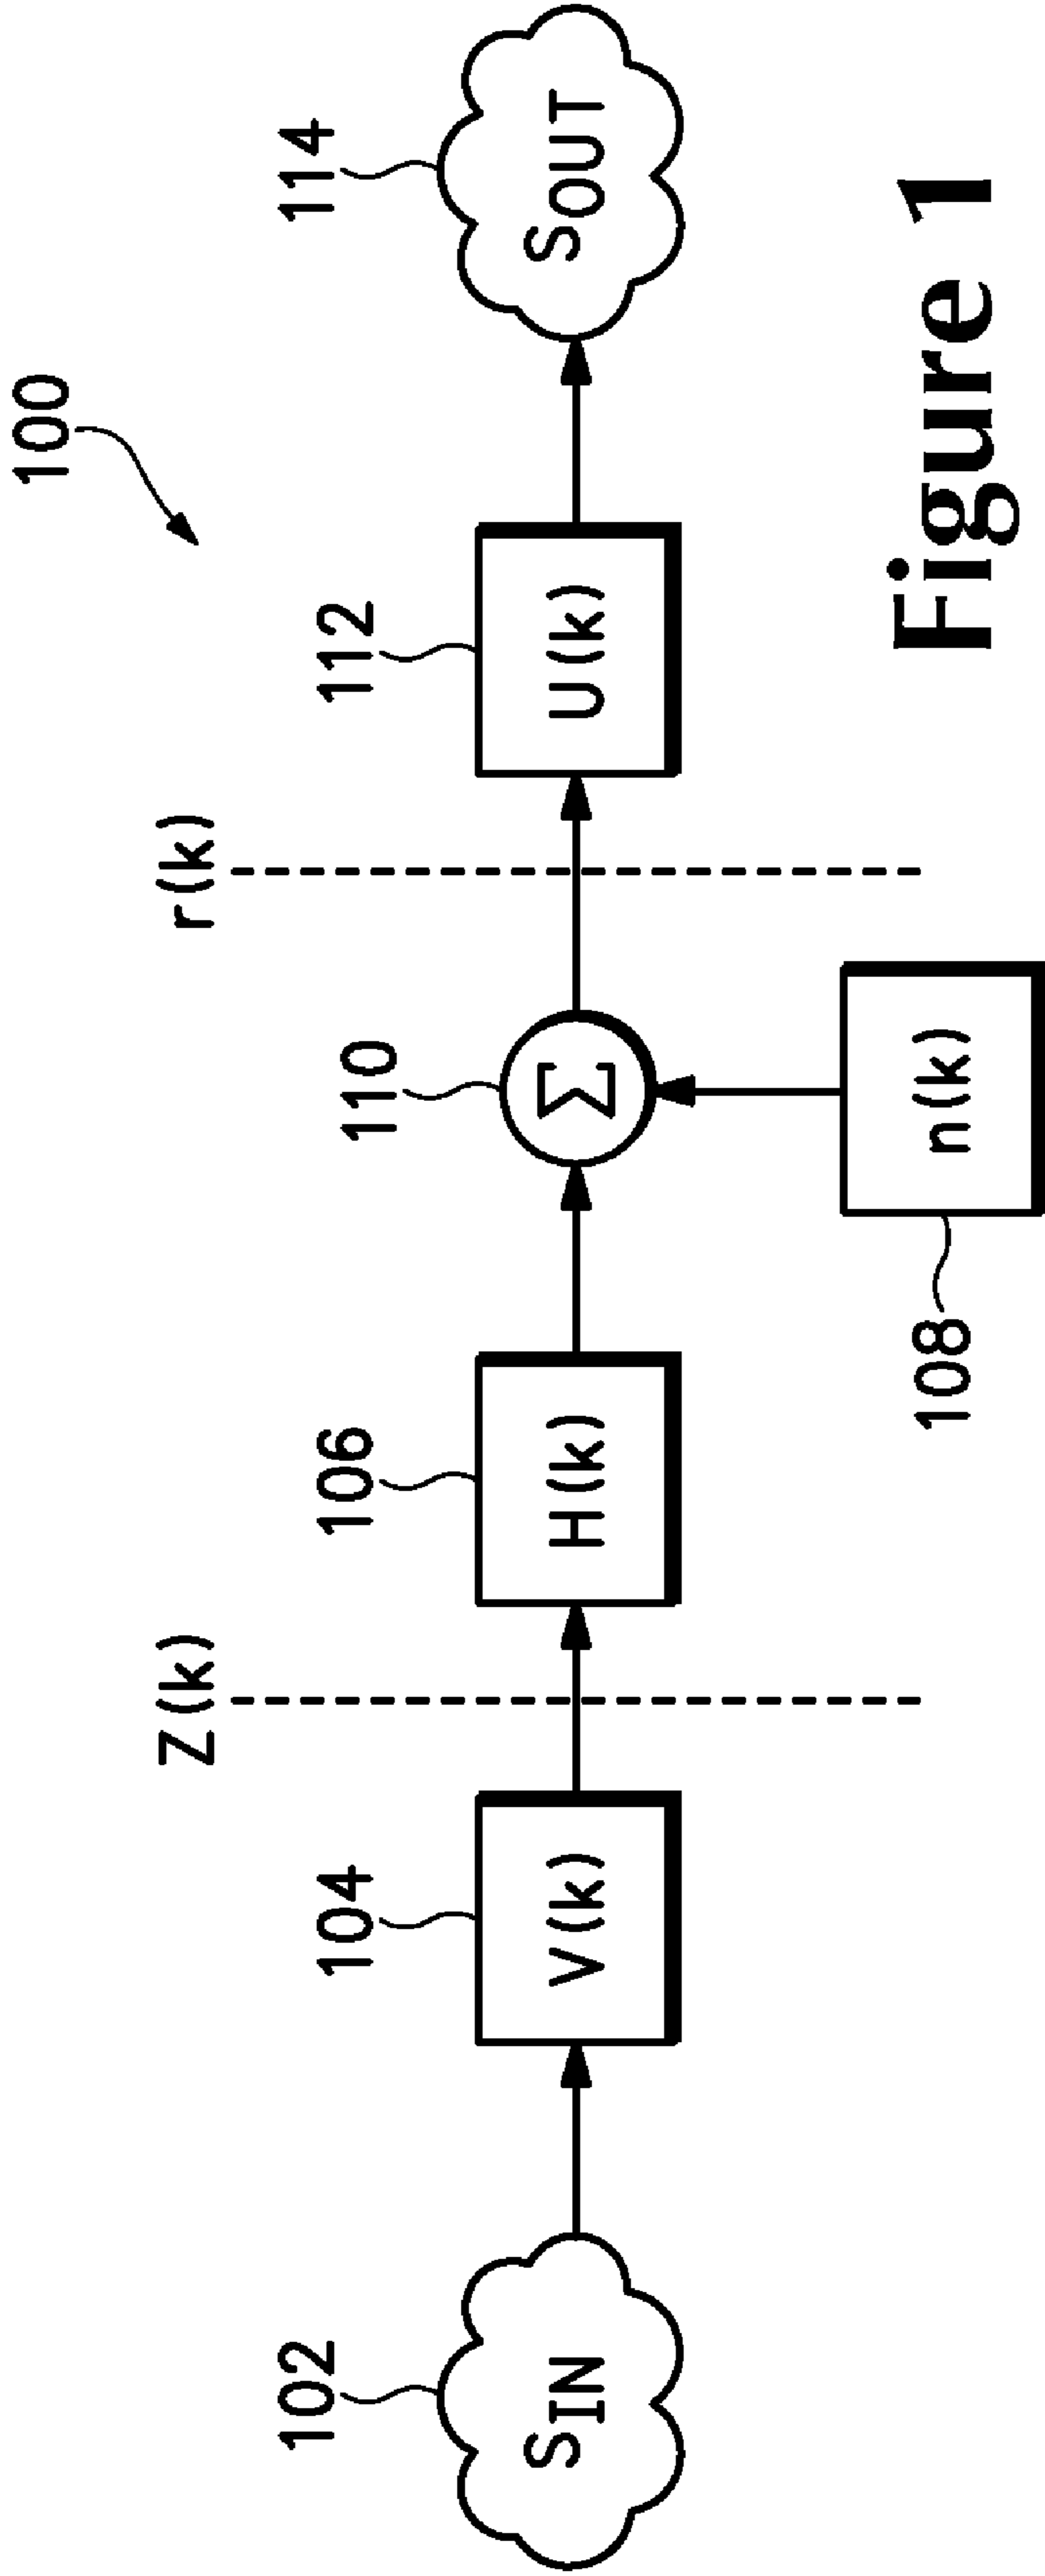 100
Z(k)
r(k)
102
104
106
110
112
114
S_IN
V(k)
H(k)
Σ
U(k)
S_OUT
108
n(k)
Figure 1